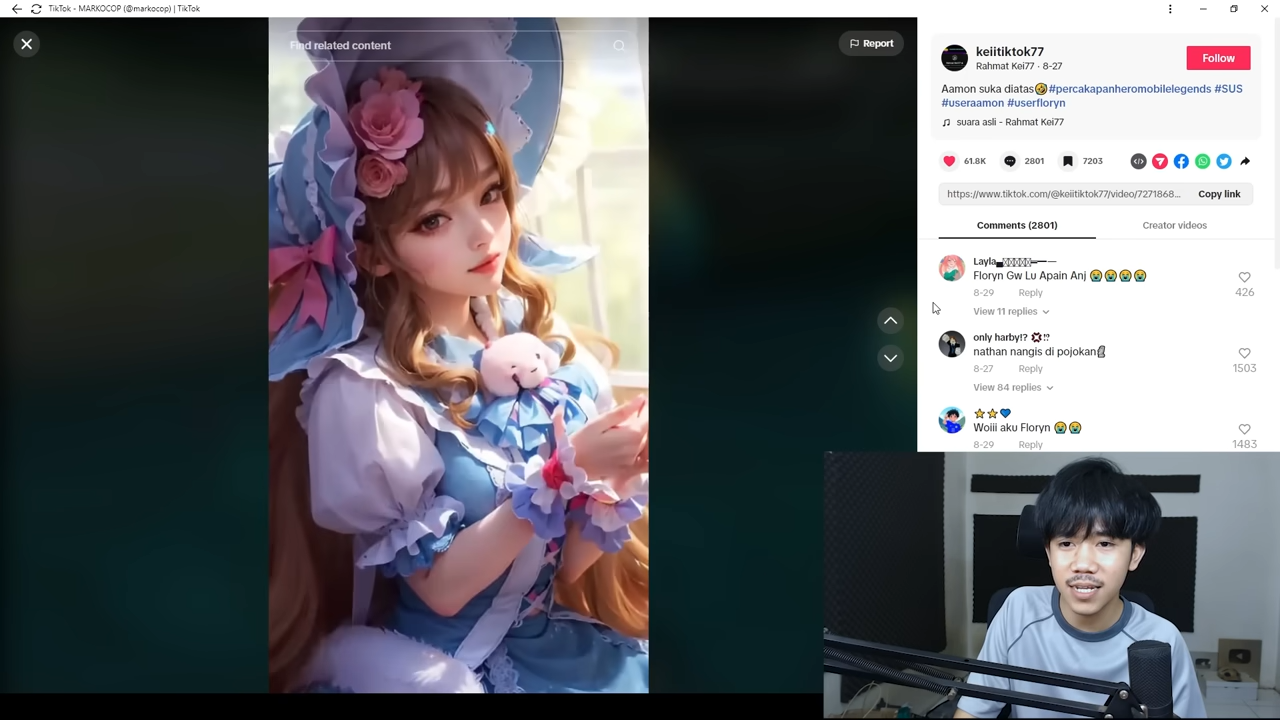 TikTok - MARKOCOP (@markocop) | TikTok
Find related content
Report
keiitiktok77
Rahmat Kei77 · 8-27
Follow
Aamon suka diatas🤣#percakapanheromobilelegends #SUS
#useraamon #userfloryn
suara asli - Rahmat Kei77
61.8K
2801
7203
https://www.tiktok.com/@keiitiktok77/video/7271868...
Copy link
Comments (2801)
Creator videos
Layla
Floryn Gw Lu Apain Anj 😭😭😭😭
8-29
Reply
426
View 11 replies
only harby!? 💢⁉
nathan nangis di pojokan🗿
8-27
Reply
1503
View 84 replies
⭐⭐💙
Woiii aku Floryn 😭😭
8-29
Reply
1483